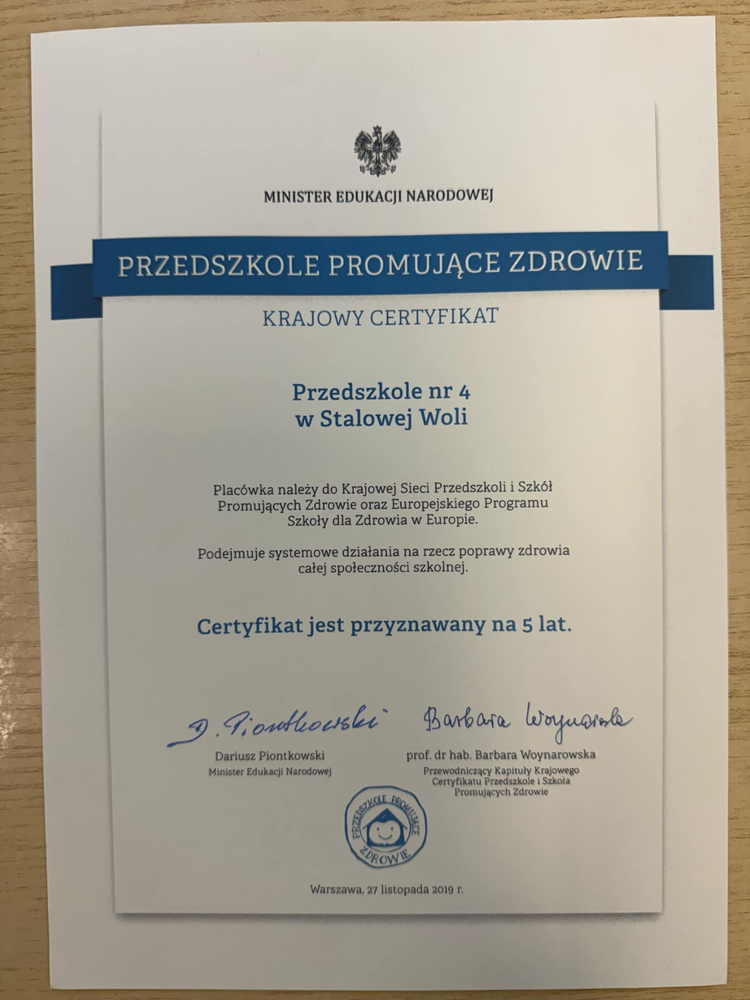 MINISTER EDUKACJI NARODOWEJ
PRZEDSZKOLE PROMUJĄCE ZDROWIE
KRAJOWY CERTYFIKAT
Przedszkole nr 4
w Stalowej Woli
Placówka należy do Krajowej Sieci Przedszkoli i Szkół
Promujących Zdrowie oraz Europejskiego Programu
Szkoły dla Zdrowia w Europie.
Podejmuje systemowe działania na rzecz poprawy zdrowia
całej społeczności szkolnej.
Certyfikat jest przyznawany na 5 lat.
D. Piontkowski
Dariusz Piontkowski
Minister Edukacji Narodowej
Barbara Woynarowska
prof. dr hab. Barbara Woynarowska
Przewodniczący Kapituły Krajowego
Certyfikatu Przedszkole i Szkoła
Promujących Zdrowie
PRZEDSZKOLE PROMUJĄCE
ZDROWIE
Warszawa, 27 listopada 2019 r.